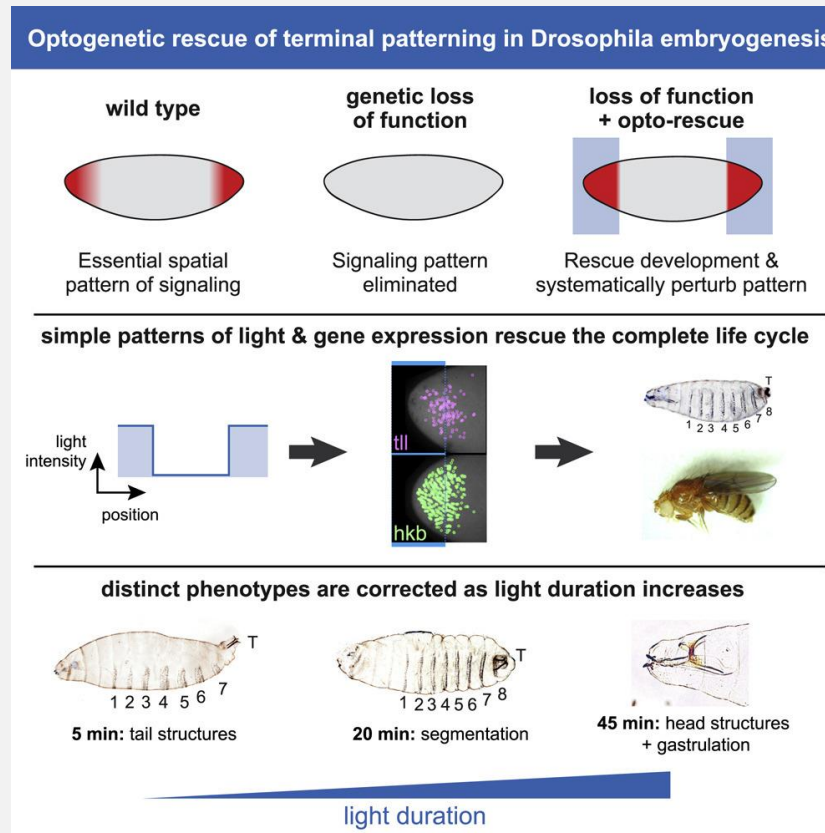 Optogenetic rescue of terminal patterning in Drosophila embryogenesis
wild type
genetic loss
of function
loss of function
+ opto-rescue
Essential spatial
pattern of signaling
Signaling pattern
eliminated
Rescue development &
systematically perturb pattern
simple patterns of light & gene expression rescue the complete life cycle
light
intensity
position
tll
hkb
T
1 2 3 4 5 6 7 8
distinct phenotypes are corrected as light duration increases
T
1 2 3 4 5 6 7
5 min: tail structures
T
1 2 3 4 5 6 7 8
20 min: segmentation
45 min: head structures
+ gastrulation
light duration